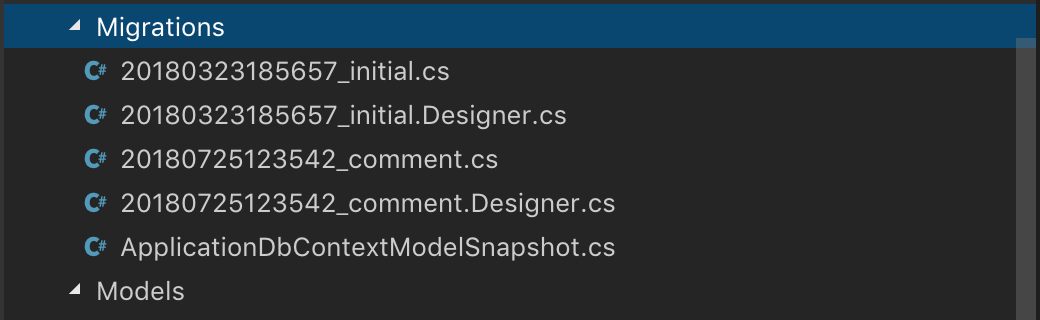 Migrations
C# 20180323185657_initial.cs
C# 20180323185657_initial.Designer.cs
C# 20180725123542_comment.cs
C# 20180725123542_comment.Designer.cs
C# ApplicationDbContextModelSnapshot.cs
Models